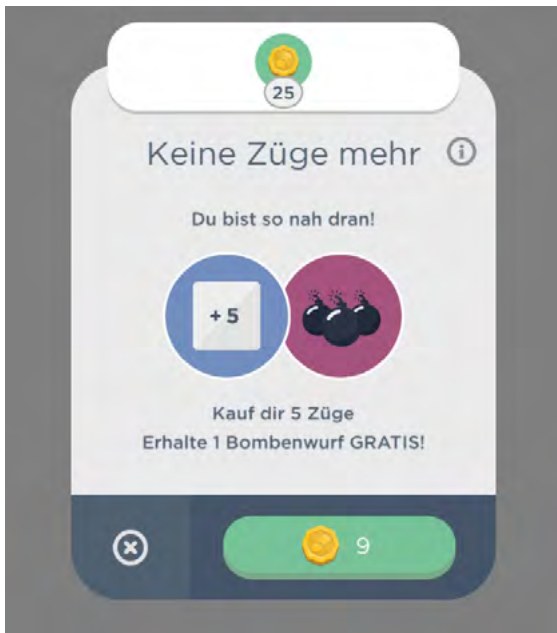 25
Keine Züge mehr
Du bist so nah dran!
+ 5
Kauf dir 5 Züge
Erhalte 1 Bombenwurf GRATIS!
9